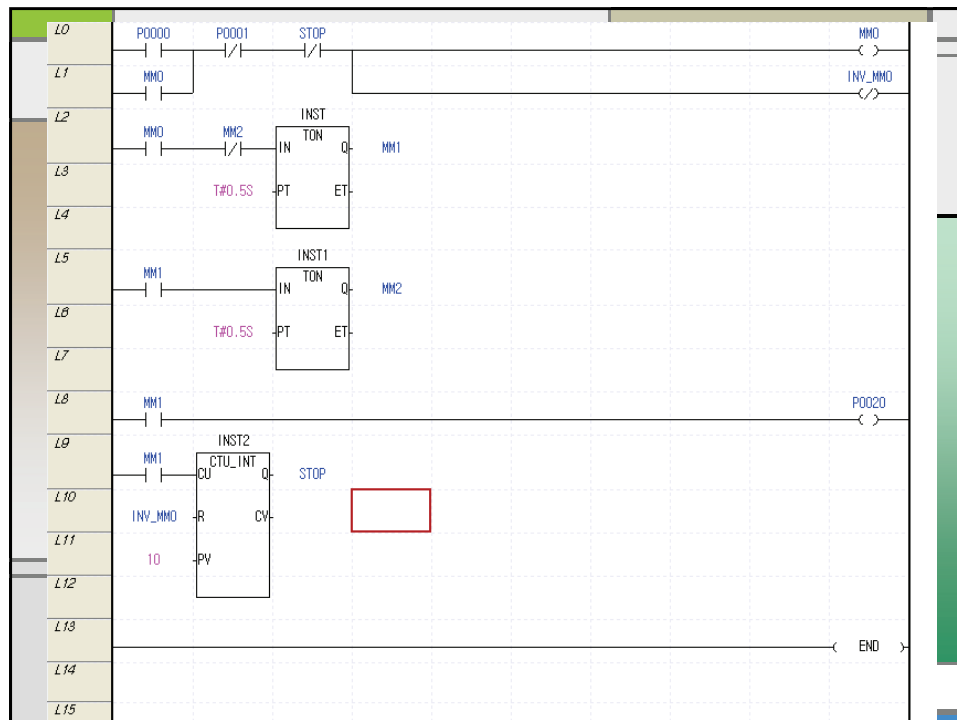 L0 P0000 P0001 STOP MM0
L1 MM0 INV_MM0
L2 INST
MM0 MM2 TON IN Q MM1
L3 T#0.5S PT ET
L4
L5 INST1
MM1 TON IN Q MM2
L6 T#0.5S PT ET
L7
L8 MM1 P0020
L9 INST2
MM1 CTU_INT CU Q STOP
L10 INV_MM0 R CV
L11 10 PV
L12
L13 END
L14
L15